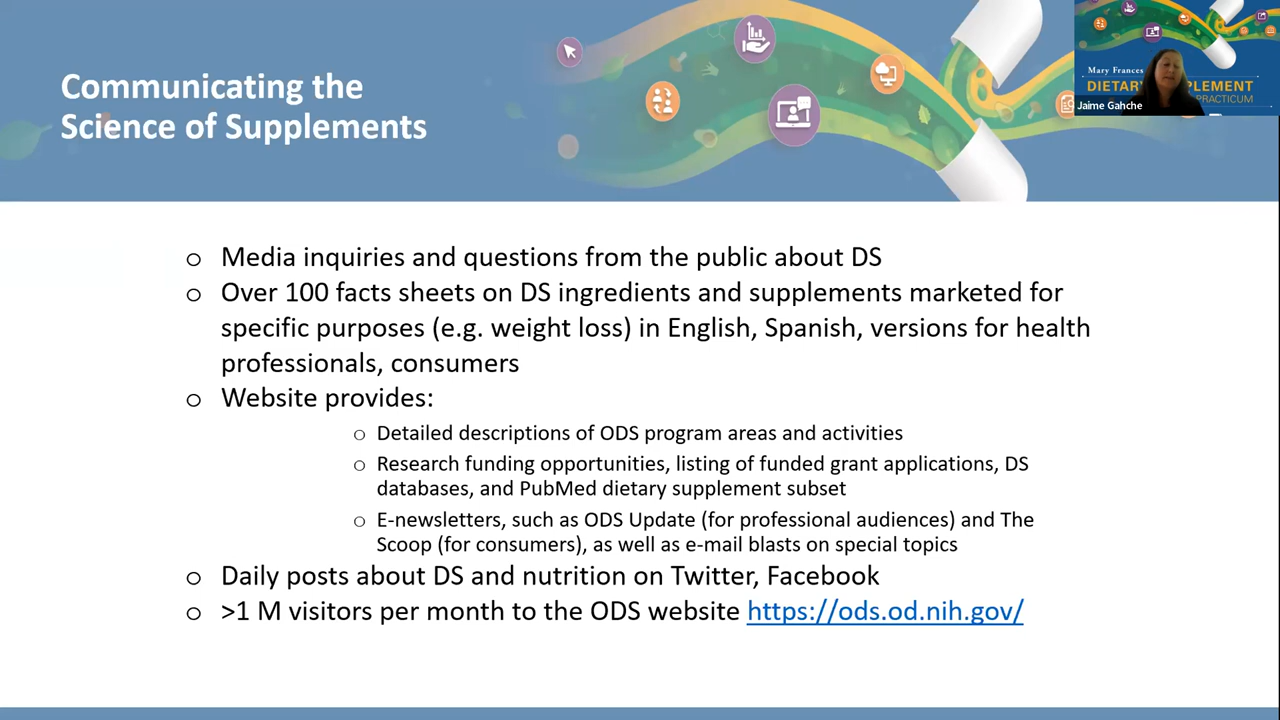 Communicating the
Science of Supplements
Mary Frances
DIETARY SUPPLEMENT
PRACTICUM
Jaime Gahche
o Media inquiries and questions from the public about DS
o Over 100 facts sheets on DS ingredients and supplements marketed for
specific purposes (e.g. weight loss) in English, Spanish, versions for health
professionals, consumers
o Website provides:
o Detailed descriptions of ODS program areas and activities
o Research funding opportunities, listing of funded grant applications, DS
databases, and PubMed dietary supplement subset
o E-newsletters, such as ODS Update (for professional audiences) and The
Scoop (for consumers), as well as e-mail blasts on special topics
o Daily posts about DS and nutrition on Twitter, Facebook
o >1 M visitors per month to the ODS website https://ods.od.nih.gov/